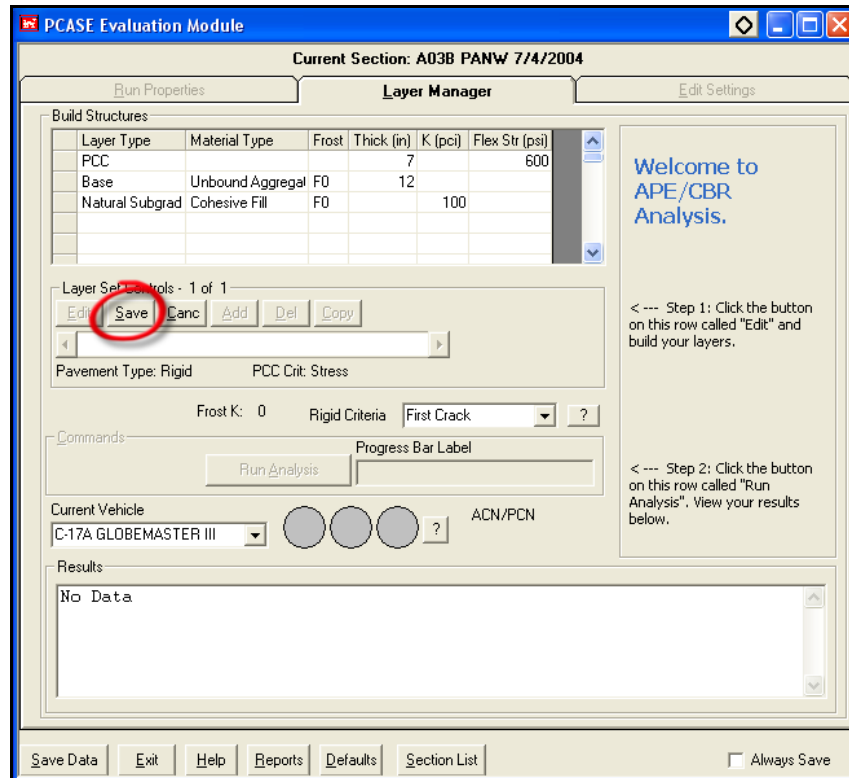 PCASE Evaluation Module
Current Section: A03B PANW 7/4/2004
Run Properties Layer Manager Edit Settings
Build Structures
Layer Type Material Type Frost Thick (in) K (pci) Flex Str (psi)
PCC 7 600
Base Unbound Aggregal F0 12
Natural Subgrad Cohesive Fill F0 100
Welcome to
APE/CBR
Analysis.
Layer Set Controls - 1 of 1
Edit Save Canc Add Del Copy
< --- Step 1: Click the button
on this row called "Edit" and
build your layers.
Pavement Type: Rigid PCC Crit: Stress
Frost K: 0 Rigid Criteria First Crack ?
Commands
Progress Bar Label
Run Analysis
< --- Step 2: Click the button
on this row called "Run
Analysis". View your results
below.
Current Vehicle
C-17A GLOBEMASTER III ? ACN/PCN
Results
No Data
Save Data Exit Help Reports Defaults Section List Always Save